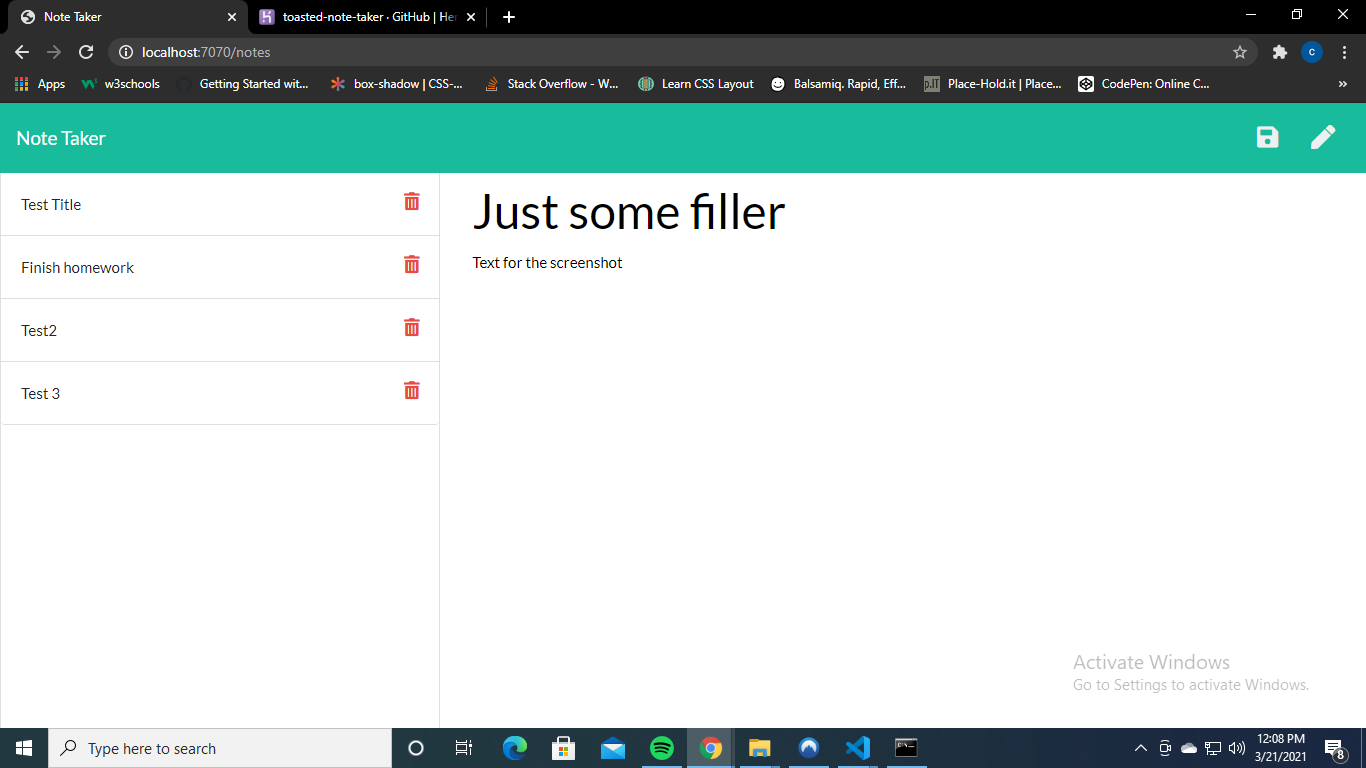 Note Taker
toasted-note-taker · GitHub | Her
localhost:7070/notes
Apps
w3schools
Getting Started wit...
box-shadow | CSS-...
Stack Overflow - W...
Learn CSS Layout
Balsamiq. Rapid, Eff...
p.IT
Place-Hold.it | Place...
CodePen: Online C...
»
C
Note Taker
Test Title
Finish homework
Test2
Test 3
Just some filler
Text for the screenshot
Activate Windows
Go to Settings to activate Windows.
Type here to search
12:08 PM
3/21/2021
8